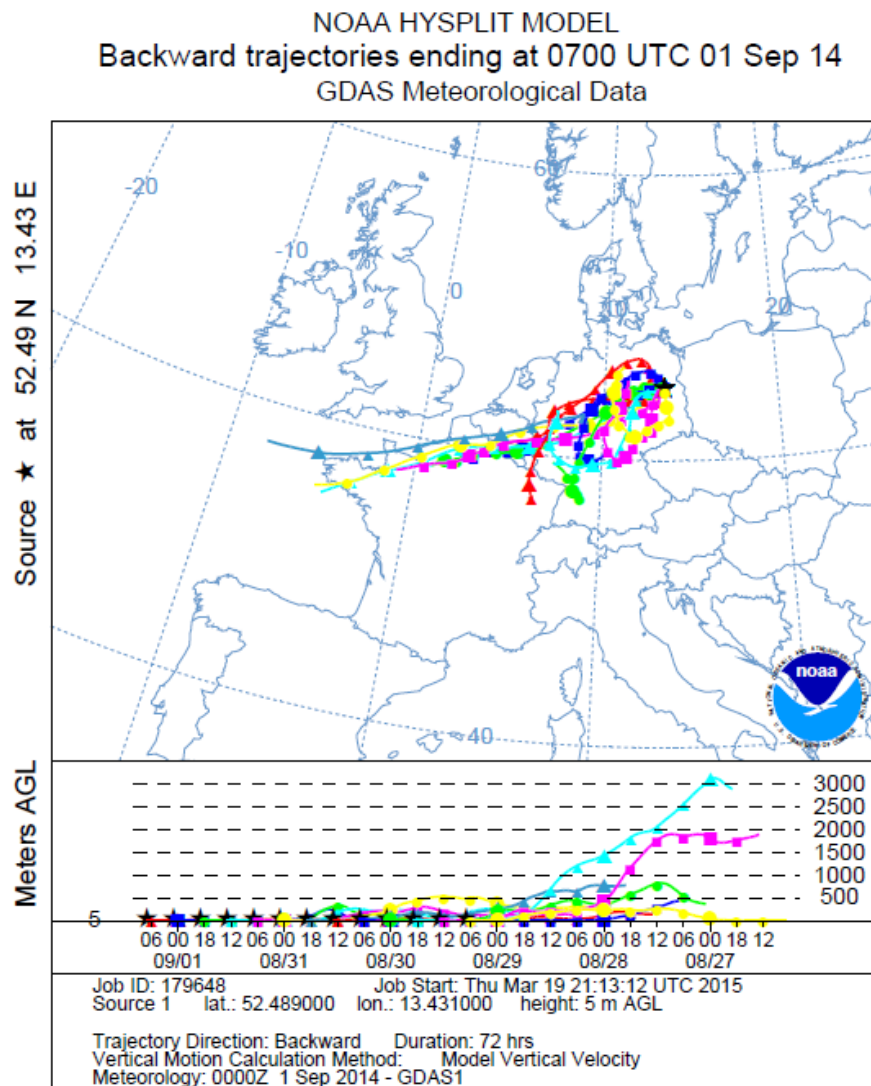 NOAA HYSPLIT MODEL
Backward trajectories ending at 0700 UTC 01 Sep 14
GDAS Meteorological Data
Source ★ at 52.49 N 13.43 E
-20
-10
0
60
10
20
40
noaa
Meters AGL
3000
2500
2000
1500
1000
500
5
06 00 18 12 06 00 18 12 06 00 18 12 06 00 18 12 06 00 18 12 06 00 18 12
09/01 08/31 08/30 08/29 08/28 08/27
Job ID: 179648 Job Start: Thu Mar 19 21:13:12 UTC 2015
Source 1 lat.: 52.489000 lon.: 13.431000 height: 5 m AGL
Trajectory Direction: Backward Duration: 72 hrs
Vertical Motion Calculation Method: Model Vertical Velocity
Meteorology: 0000Z 1 Sep 2014 - GDAS1